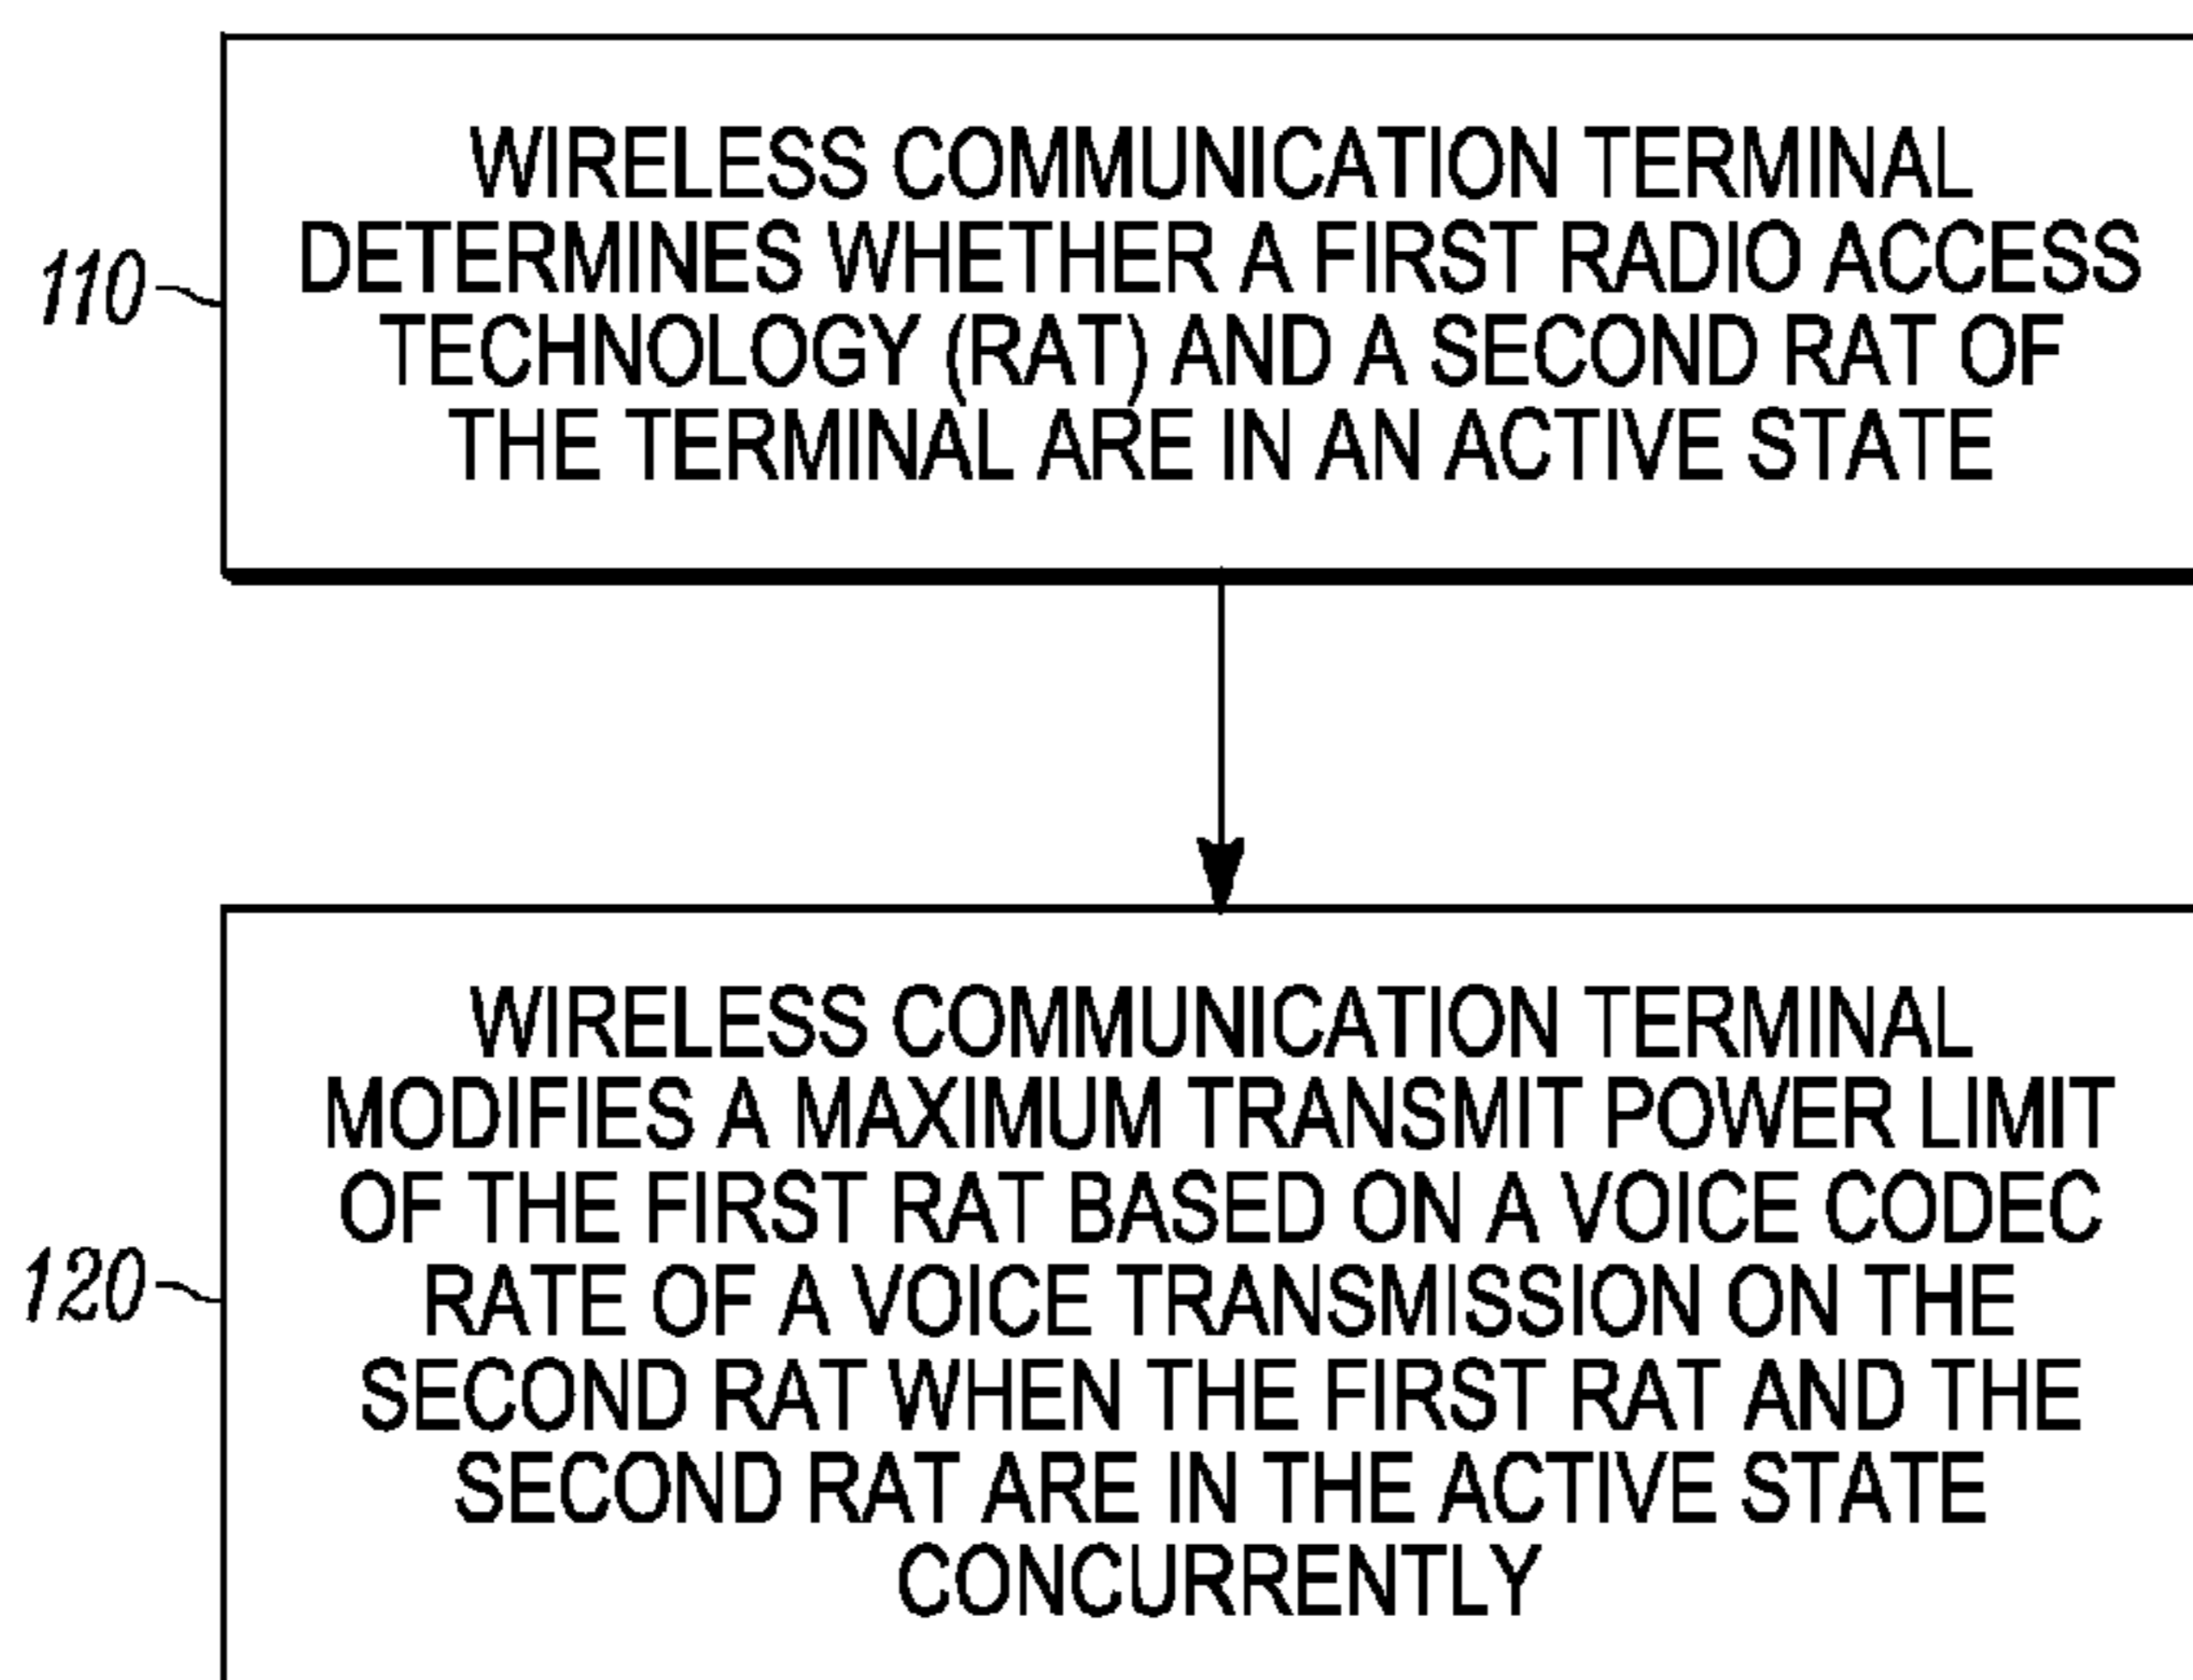 WIRELESS COMMUNICATION TERMINAL
DETERMINES WHETHER A FIRST RADIO ACCESS
110
TECHNOLOGY (RAT) AND A SECOND RAT OF
THE TERMINAL ARE IN AN ACTIVE STATE
WIRELESS COMMUNICATION TERMINAL
MODIFIES A MAXIMUM TRANSMIT POWER LIMIT
OF THE FIRST RAT BASED ON A VOICE CODEC
120
RATE OF A VOICE TRANSMISSION ON THE
SECOND RAT WHEN THE FIRST RAT AND THE
SECOND RAT ARE IN THE ACTIVE STATE
CONCURRENTLY